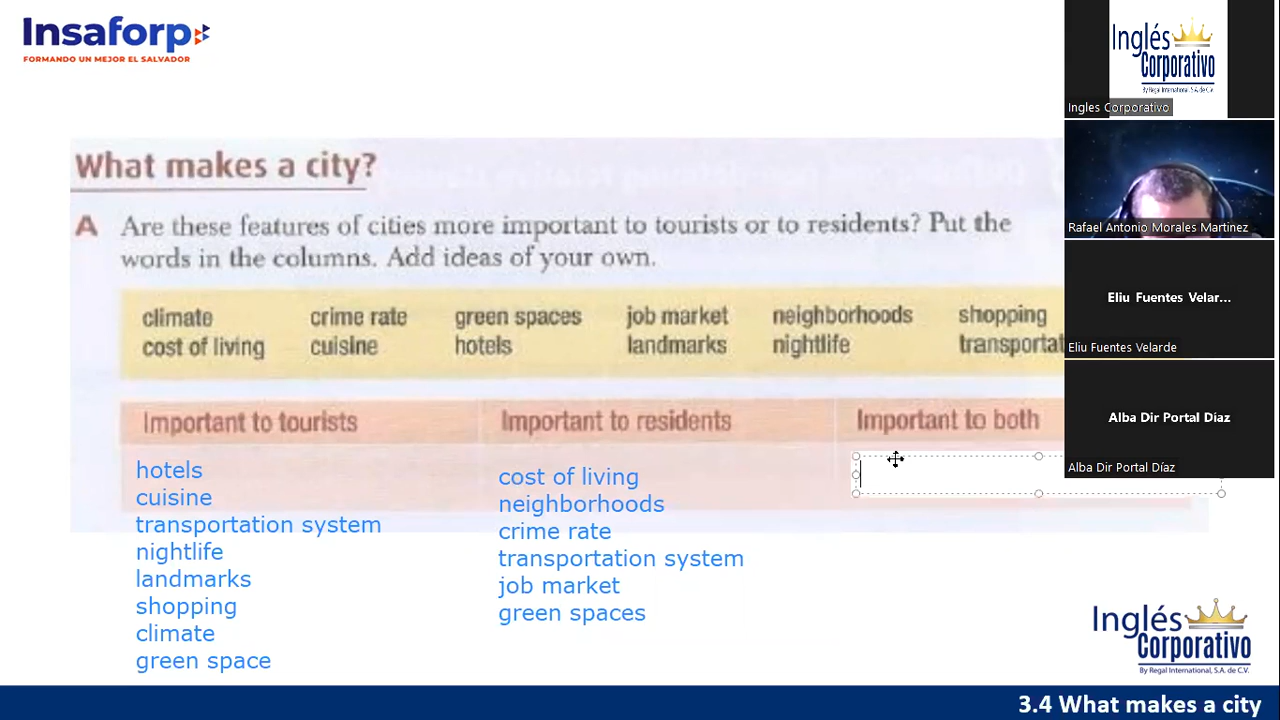 Insaforp
FORMANDO UN MEJOR EL SALVADOR
What makes a city?
A Are these features of cities more important to tourists or to residents? Put the
words in the columns. Add ideas of your own.
climate crime rate green spaces job market neighborhoods shopping
cost of living cuisine hotels landmarks nightlife transportat
Important to tourists Important to residents Important to both
hotels
cuisine
transportation system
nightlife
landmarks
shopping
climate
green space
cost of living
neighborhoods
crime rate
transportation system
job market
green spaces
Inglés
Corporativo
By Regal International, S.A. de C.V.
Ingles Corporativo
Rafael Antonio Morales Martinez
Eliu Fuentes Velar...
Eliu Fuentes Velarde
Alba Dir Portal Díaz
Alba Dir Portal Díaz
Inglés
Corporativo
By Regal International, S.A. de C.V.
3.4 What makes a city